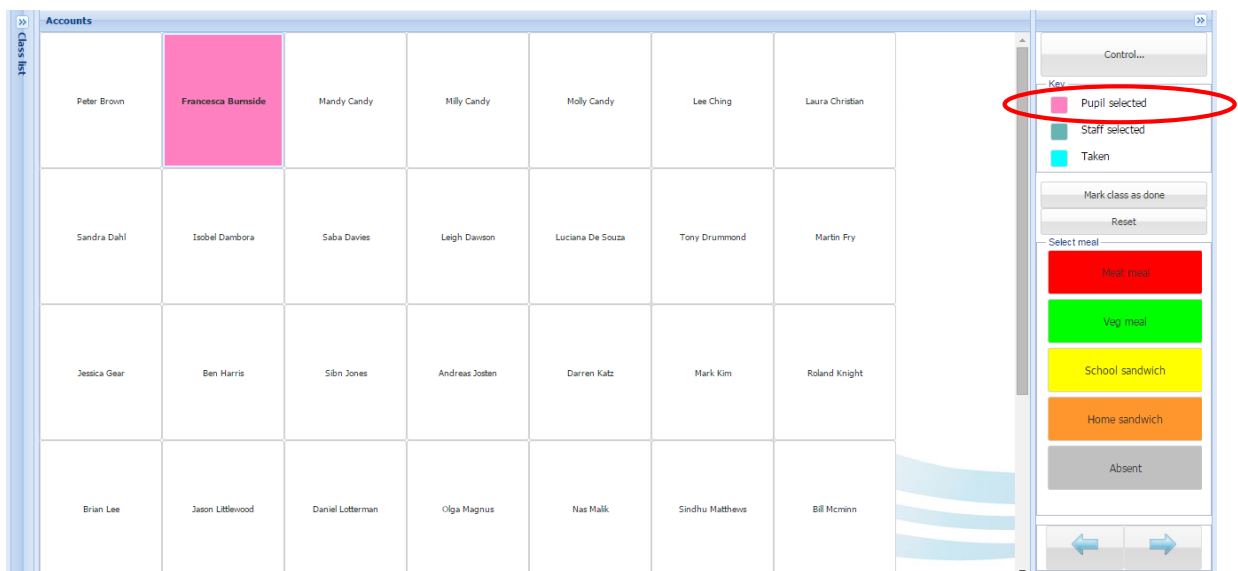 Accounts
Class list
Peter Brown
Francesca Burnside
Mandy Candy
Milly Candy
Molly Candy
Lee Ching
Laura Christian
Sandra Dahl
Isobel Dambora
Saba Davies
Leigh Dawson
Luciana De Souza
Tony Drummond
Martin Fry
Jessica Gear
Ben Harris
Sibn Jones
Andreas Josten
Darren Katz
Mark Kim
Roland Knight
Brian Lee
Jason Littlewood
Daniel Lotterman
Olga Magnus
Nas Malik
Sindhu Matthews
Bill Mcminn
Control...
Key
Pupil selected
Staff selected
Taken
Mark class as done
Reset
Select meal
Meat meal
Veg meal
School sandwich
Home sandwich
Absent